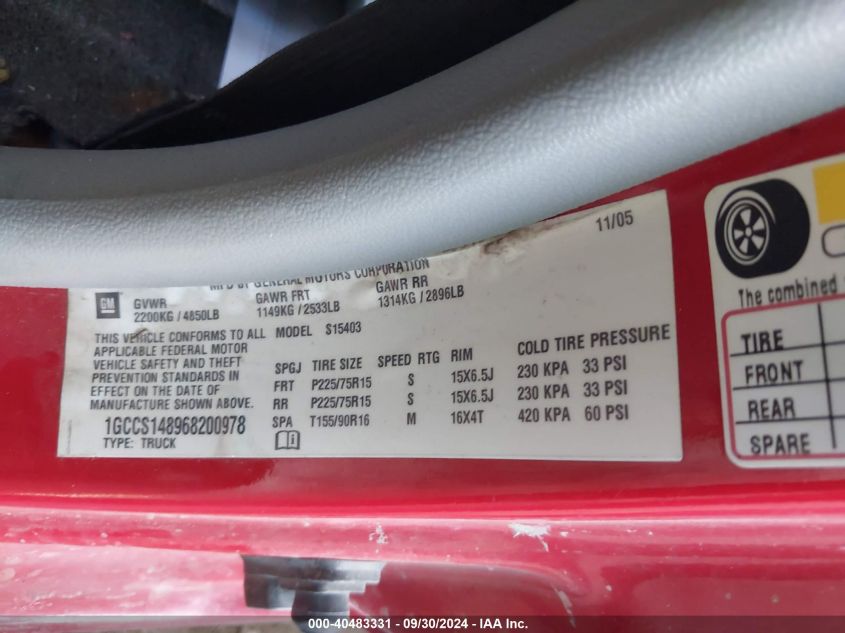 11/05
MFD BY GENERAL MOTORS CORPORATION
GM
GVWR GAWR FRT GAWR RR
2200KG / 4850LB 1149KG / 2533LB 1314KG / 2896LB
THIS VEHICLE CONFORMS TO ALL
APPLICABLE FEDERAL MOTOR
VEHICLE SAFETY AND THEFT
PREVENTION STANDARDS IN
EFFECT ON THE DATE OF
MANUFACTURE SHOWN ABOVE.
1GCCS148968200978
TYPE: TRUCK
MODEL S15403
SPGJ TIRE SIZE SPEED RTG RIM COLD TIRE PRESSURE
FRT P225/75R15 S 15X6.5J 230 KPA 33 PSI
RR P225/75R15 S 15X6.5J 230 KPA 33 PSI
SPA T155/90R16 M 16X4T 420 KPA 60 PSI
The combined
TIRE
FRONT
REAR
SPARE
000-40483331 - 09/30/2024 - IAA Inc.